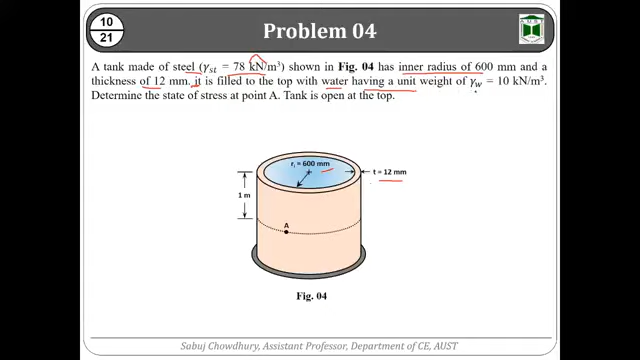 10
21
Problem 04
A tank made of steel (γst = 78 kN/m³) shown in Fig. 04 has inner radius of 600 mm and a
thickness of 12 mm. it is filled to the top with water having a unit weight of γw = 10 kN/m³.
Determine the state of stress at point A. Tank is open at the top.
ri = 600 mm
t = 12 mm
1 m
A
Fig. 04
Sabuj Chowdhury, Assistant Professor, Department of CE, AUST